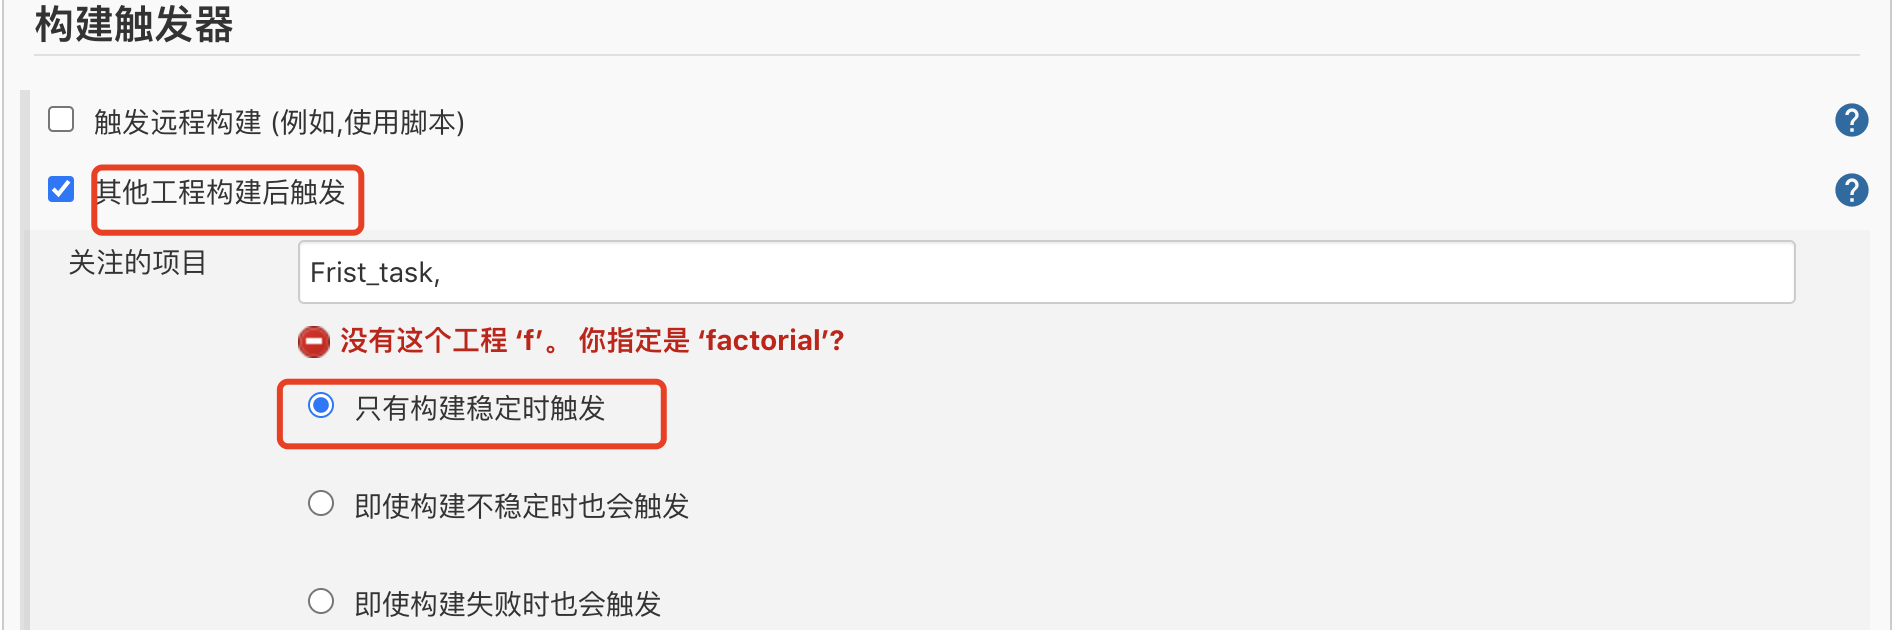 构建触发器
触发远程构建 (例如,使用脚本)
其他工程构建后触发
关注的项目
Frist_task,
没有这个工程 ‘f’。 你指定是 ‘factorial’?
只有构建稳定时触发
即使构建不稳定时也会触发
即使构建失败时也会触发